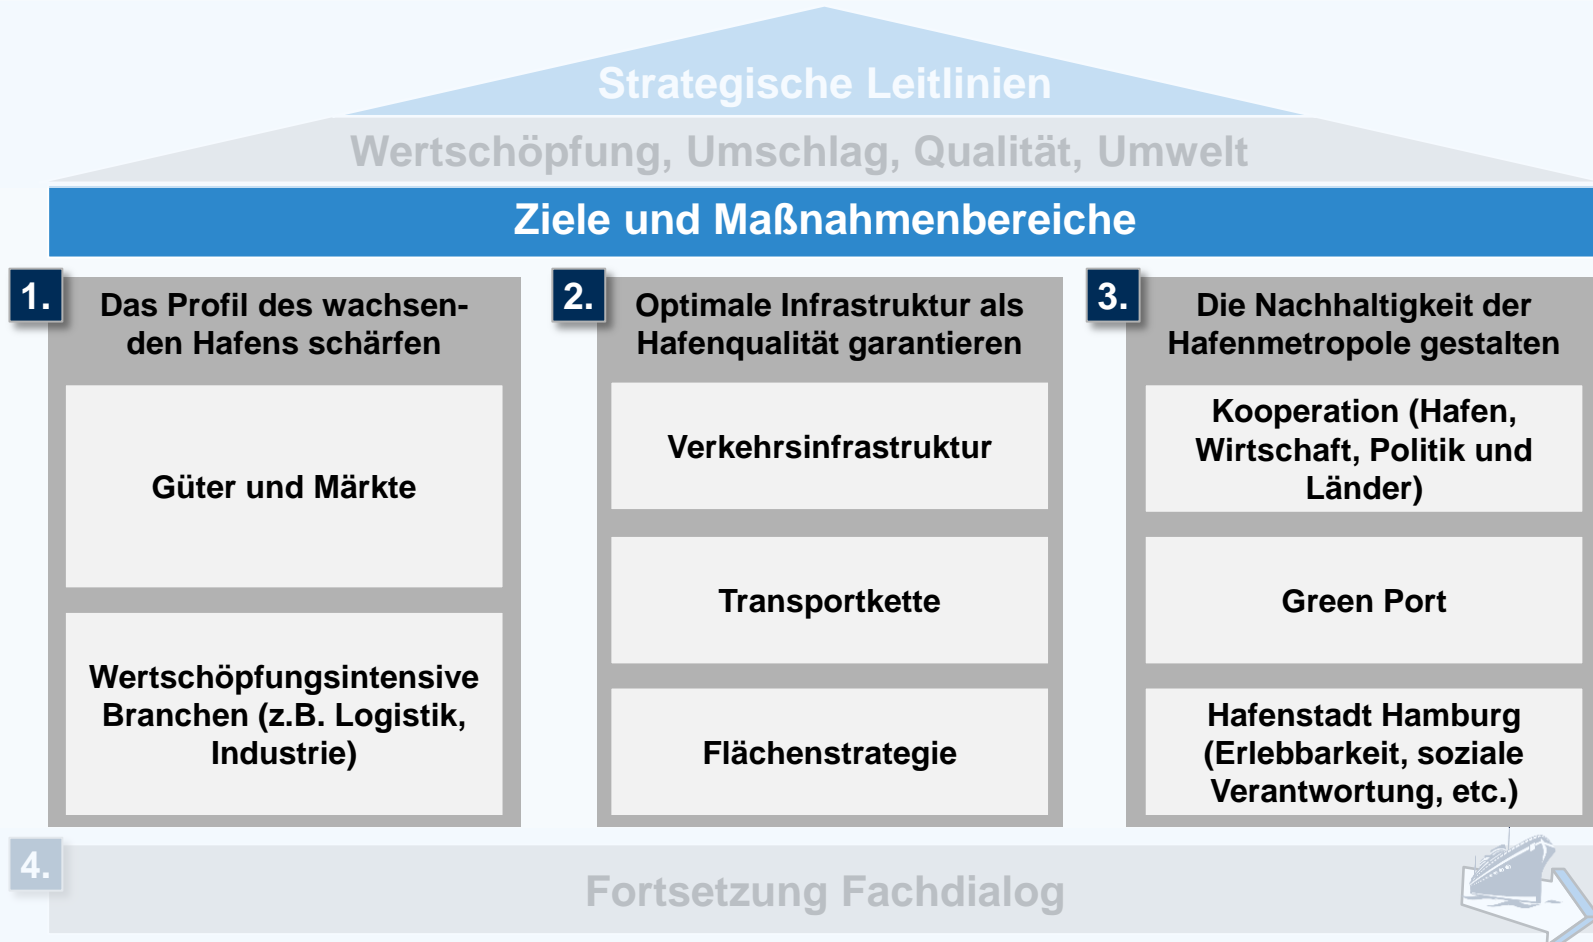 Strategische Leitlinien
Wertschöpfung, Umschlag, Qualität, Umwelt
Ziele und Maßnahmenbereiche
1.
Das Profil des wachsen-
den Hafens schärfen
Güter und Märkte
Wertschöpfungsintensive
Branchen (z.B. Logistik,
Industrie)
2.
Optimale Infrastruktur als
Hafenqualität garantieren
Verkehrsinfrastruktur
Transportkette
Flächenstrategie
3.
Die Nachhaltigkeit der
Hafenmetropole gestalten
Kooperation (Hafen,
Wirtschaft, Politik und
Länder)
Green Port
Hafenstadt Hamburg
(Erlebbarkeit, soziale
Verantwortung, etc.)
4.
Fortsetzung Fachdialog